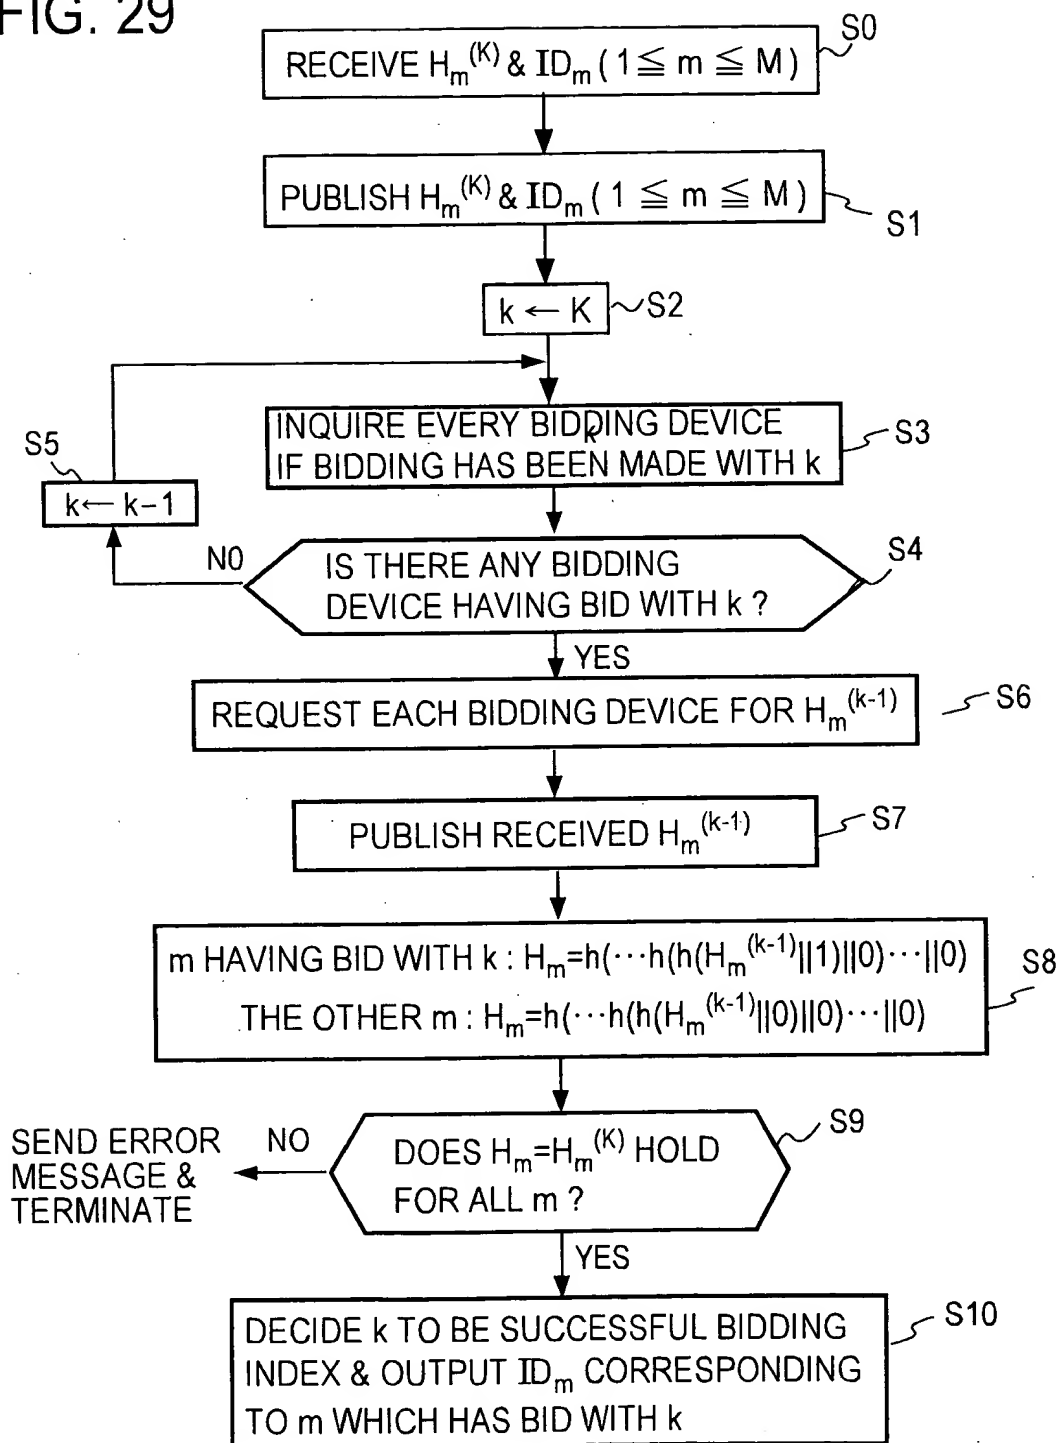 FIG. 29
S0
RECEIVE Hm(K) & IDm ( 1 ≦ m ≦ M )
PUBLISH Hm(K) & IDm ( 1 ≦ m ≦ M )
S1
k ← K
S2
INQUIRE EVERY BIDDING DEVICE
IF BIDDING HAS BEEN MADE WITH k
k
S3
S5
k ← k-1
NO
IS THERE ANY BIDDING
DEVICE HAVING BID WITH k ?
S4
YES
REQUEST EACH BIDDING DEVICE FOR Hm(k-1)
S6
PUBLISH RECEIVED Hm(k-1)
S7
m HAVING BID WITH k : Hm=h(···h(h(Hm(k-1)||1)||0)···||0)
THE OTHER m : Hm=h(···h(h(Hm(k-1)||0)||0)···||0)
S8
SEND ERROR
MESSAGE &
TERMINATE
NO
DOES Hm=Hm(K) HOLD
FOR ALL m ?
S9
YES
DECIDE k TO BE SUCCESSFUL BIDDING
INDEX & OUTPUT IDm CORRESPONDING
TO m WHICH HAS BID WITH k
S10